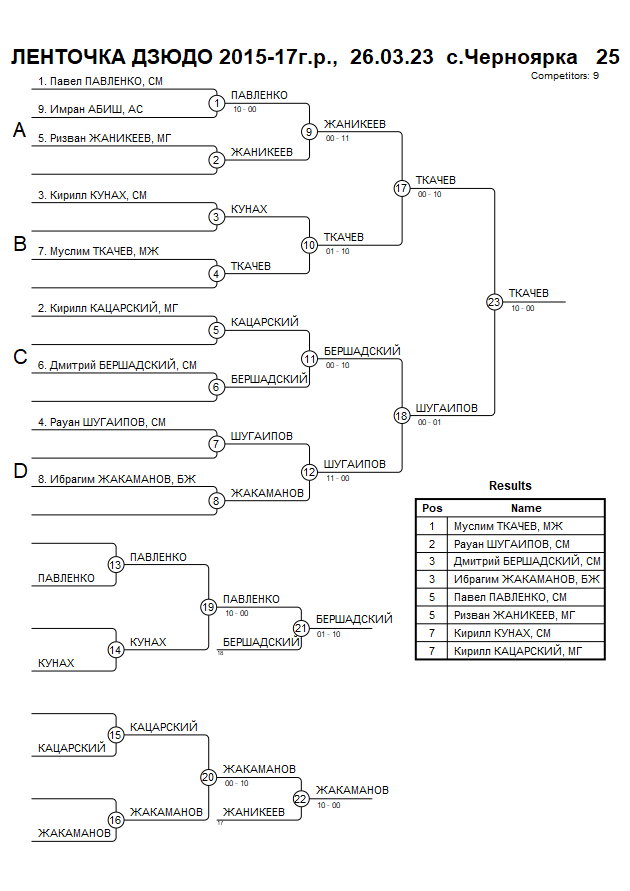 ЛЕНТОЧКА ДЗЮДО 2015-17г.р., 26.03.23 с.Черноярка 25
Competitors: 9
1. Павел ПАВЛЕНКО, СМ
1
ПАВЛЕНКО
10 - 00
9. Имран АБИШ, АС
A
9
ЖАНИКЕЕВ
00 - 11
5. Ризван ЖАНИКЕЕВ, МГ
2
ЖАНИКЕЕВ
17
ТКАЧЕВ
00 - 10
3. Кирилл КУНАХ, СМ
3
КУНАХ
B
10
ТКАЧЕВ
01 - 10
7. Муслим ТКАЧЕВ, МЖ
4
ТКАЧЕВ
23
ТКАЧЕВ
10 - 00
2. Кирилл КАЦАРСКИЙ, МГ
5
КАЦАРСКИЙ
C
11
БЕРШАДСКИЙ
00 - 10
6. Дмитрий БЕРШАДСКИЙ, СМ
6
БЕРШАДСКИЙ
18
ШУГАИПОВ
00 - 01
4. Рауан ШУГАИПОВ, СМ
7
ШУГАИПОВ
D
12
ШУГАИПОВ
11 - 00
8. Ибрагим ЖАКАМАНОВ, БЖ
8
ЖАКАМАНОВ
Results
Pos Name
1 Муслим ТКАЧЕВ, МЖ
2 Рауан ШУГАИПОВ, СМ
3 Дмитрий БЕРШАДСКИЙ, СМ
3 Ибрагим ЖАКАМАНОВ, БЖ
5 Павел ПАВЛЕНКО, СМ
5 Ризван ЖАНИКЕЕВ, МГ
7 Кирилл КУНАХ, СМ
7 Кирилл КАЦАРСКИЙ, МГ
13
ПАВЛЕНКО
ПАВЛЕНКО
19
ПАВЛЕНКО
10 - 00
21
БЕРШАДСКИЙ
01 - 10
14
КУНАХ
БЕРШАДСКИЙ
18
КУНАХ
15
КАЦАРСКИЙ
КАЦАРСКИЙ
20
ЖАКАМАНОВ
00 - 10
22
ЖАКАМАНОВ
10 - 00
16
ЖАКАМАНОВ
ЖАНИКЕЕВ
17
ЖАКАМАНОВ